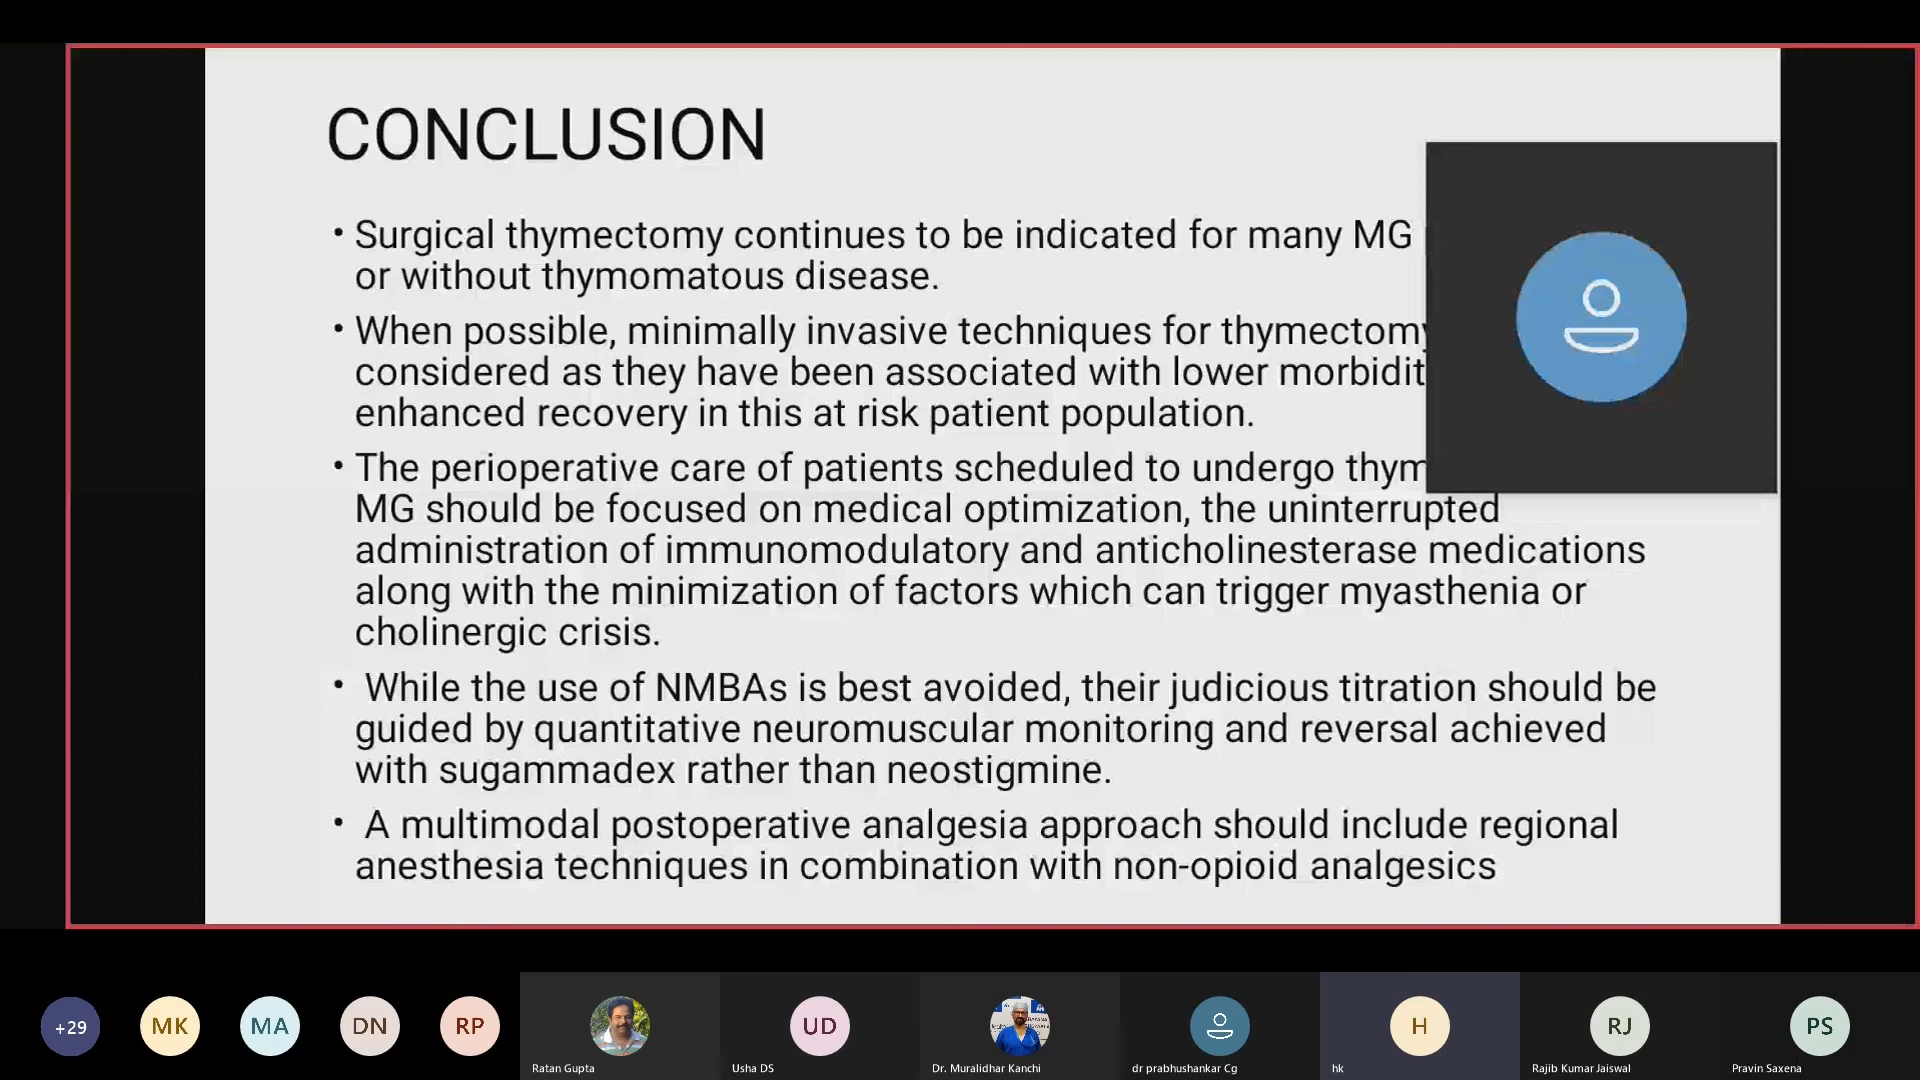 CONCLUSION
• Surgical thymectomy continues to be indicated for many MG
or without thymomatous disease.
• When possible, minimally invasive techniques for thymectomy
considered as they have been associated with lower morbidit
enhanced recovery in this at risk patient population.
• The perioperative care of patients scheduled to undergo thym
MG should be focused on medical optimization, the uninterrupted
administration of immunomodulatory and anticholinesterase medications
along with the minimization of factors which can trigger myasthenia or
cholinergic crisis.
• While the use of NMBAs is best avoided, their judicious titration should be
guided by quantitative neuromuscular monitoring and reversal achieved
with sugammadex rather than neostigmine.
• A multimodal postoperative analgesia approach should include regional
anesthesia techniques in combination with non-opioid analgesics
+29 MK MA DN RP UD H RJ PS
Ratan Gupta Usha DS Dr. Muralidhar Kanchi dr prabhushankar Cg hk Rajib Kumar Jaiswal Pravin Saxena